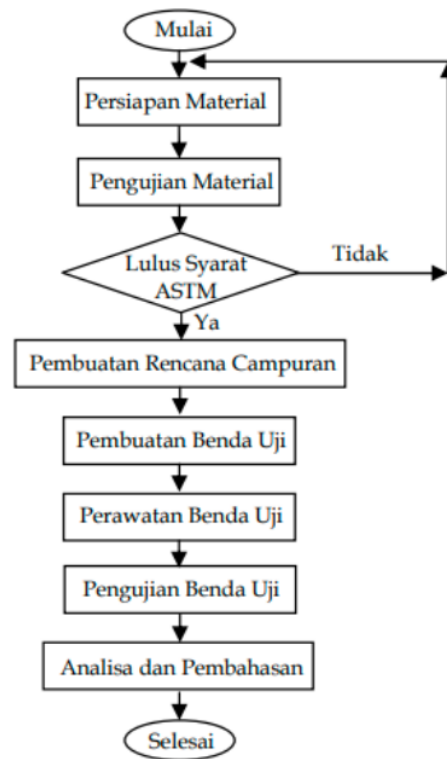 Mulai
Persiapan Material
Pengujian Material
Lulus Syarat
ASTM
Tidak
Ya
Pembuatan Rencana Campuran
Pembuatan Benda Uji
Perawatan Benda Uji
Pengujian Benda Uji
Analisa dan Pembahasan
Selesai